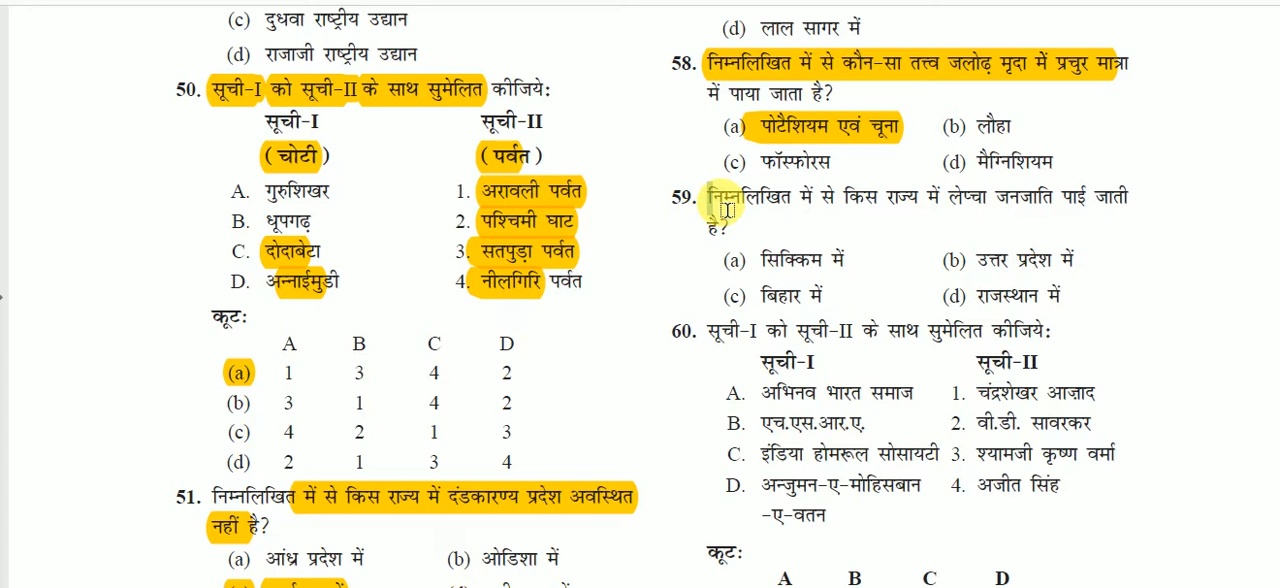 (c) दुधवा राष्ट्रीय उद्यान
(d) राजाजी राष्ट्रीय उद्यान
50. सूची-I को सूची-II के साथ सुमेलित कीजिये:
सूची-I सूची-II
(चोटी) (पर्वत)
A. गुरुशिखर 1. अरावली पर्वत
B. धूपगढ़ 2. पश्चिमी घाट
C. दोदाबेटा 3. सतपुड़ा पर्वत
D. अन्नाईमुडी 4. नीलगिरि पर्वत
कूट:
A B C D
(a) 1 3 4 2
(b) 3 1 4 2
(c) 4 2 1 3
(d) 2 1 3 4
51. निम्नलिखित में से किस राज्य में दंडकारण्य प्रदेश अवस्थित
नहीं है?
(a) आंध्र प्रदेश में (b) ओडिशा में
(d) लाल सागर में
58. निम्नलिखित में से कौन-सा तत्त्व जलोढ़ मृदा में प्रचुर मात्रा
में पाया जाता है?
(a) पोटैशियम एवं चूना (b) लौहा
(c) फॉस्फोरस (d) मैग्निशियम
59. निम्नलिखित में से किस राज्य में लेप्चा जनजाति पाई जाती
है?
(a) सिक्किम में (b) उत्तर प्रदेश में
(c) बिहार में (d) राजस्थान में
60. सूची-I को सूची-II के साथ सुमेलित कीजिये:
सूची-I सूची-II
A. अभिनव भारत समाज 1. चंद्रशेखर आज़ाद
B. एच.एस.आर.ए. 2. वी.डी. सावरकर
C. इंडिया होमरूल सोसायटी 3. श्यामजी कृष्ण वर्मा
D. अन्जुमन-ए-मोहिसबान 4. अजीत सिंह
-ए-वतन
कूट:
A B C D